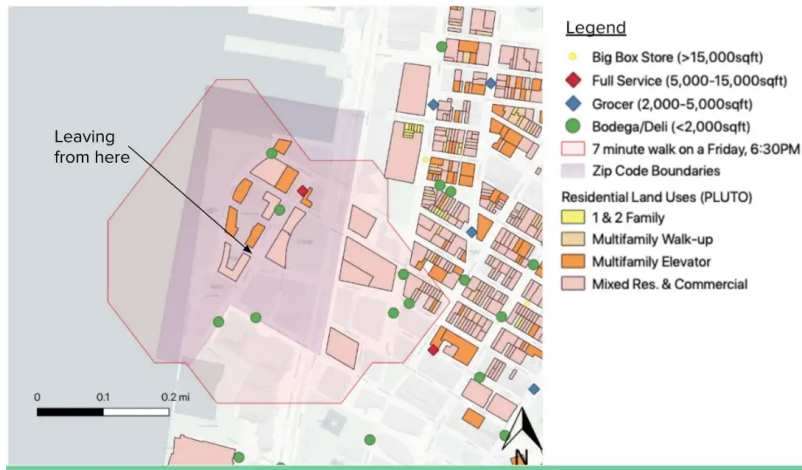 Leaving
from here
0 0.1 0.2 mi
N
Legend
Big Box Store (>15,000sqft)
Full Service (5,000-15,000sqft)
Grocer (2,000-5,000sqft)
Bodega/Deli (<2,000sqft)
7 minute walk on a Friday, 6:30PM
Zip Code Boundaries
Residential Land Uses (PLUTO)
1 & 2 Family
Multifamily Walk-up
Multifamily Elevator
Mixed Res. & Commercial